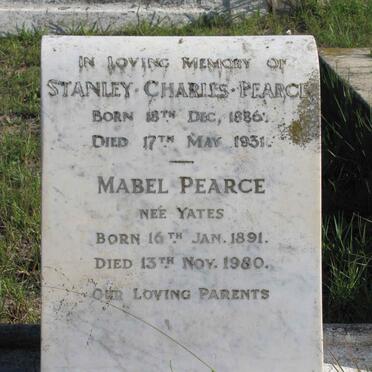 IN LOVING MEMORY OF
STANLEY · CHARLES · PEARCE
BORN 18TH DEC, 1886.
DIED 17TH MAY 1931.
MABEL PEARCE
NEÉ YATES
BORN 16TH JAN. 1891.
DIED 13TH NOV. 1980.
OUR LOVING PARENTS